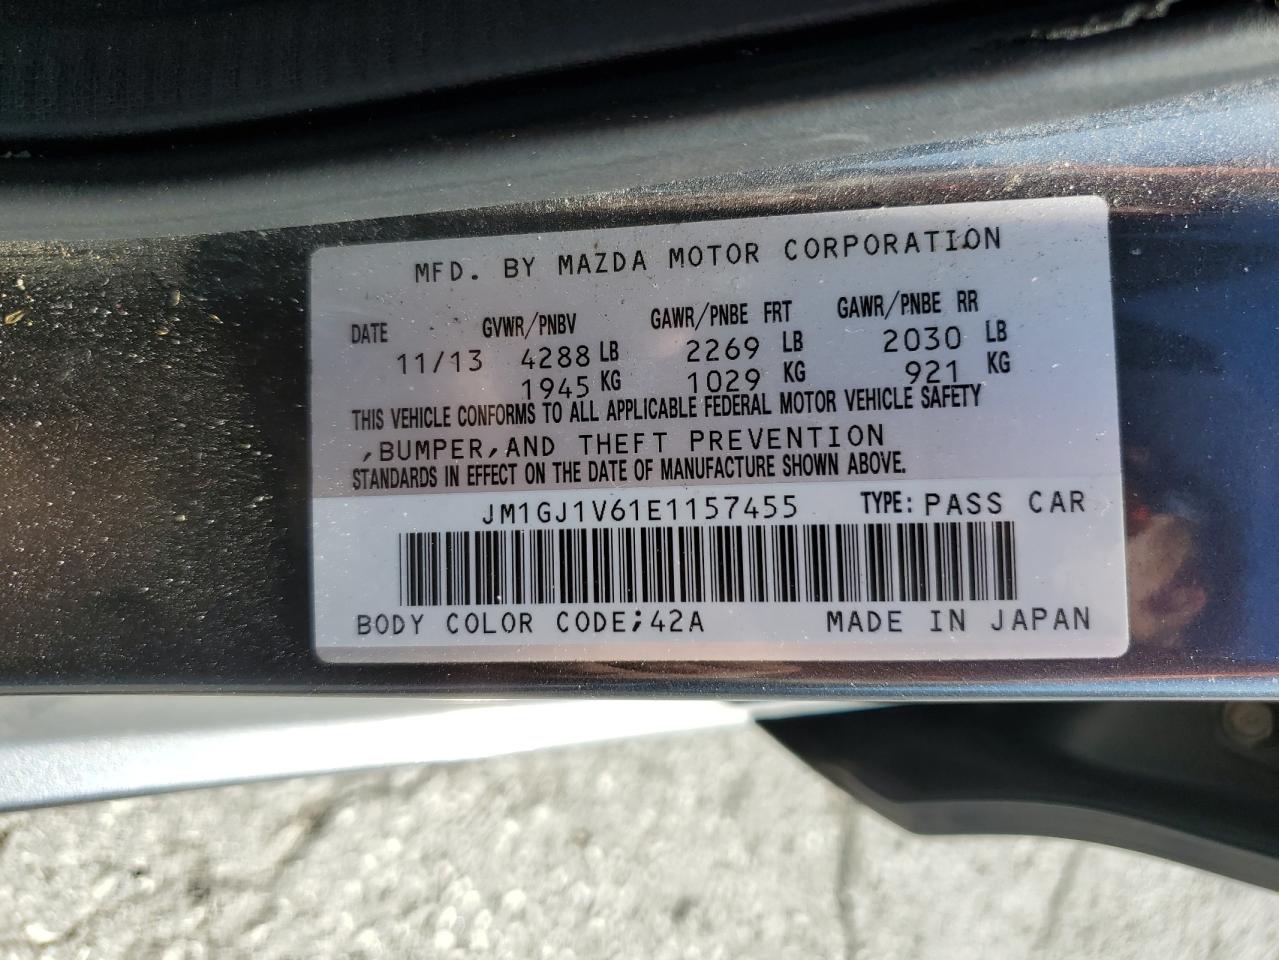 MFD. BY MAZDA MOTOR CORPORATION
DATE GVWR/PNBV GAWR/PNBE FRT GAWR/PNBE RR
11/13 4288 LB 2269 LB 2030 LB
1945 KG 1029 KG 921 KG
THIS VEHICLE CONFORMS TO ALL APPLICABLE FEDERAL MOTOR VEHICLE SAFETY
,BUMPER,AND THEFT PREVENTION
STANDARDS IN EFFECT ON THE DATE OF MANUFACTURE SHOWN ABOVE.
JM1GJ1V61E1157455 TYPE: PASS CAR
BODY COLOR CODE;42A MADE IN JAPAN